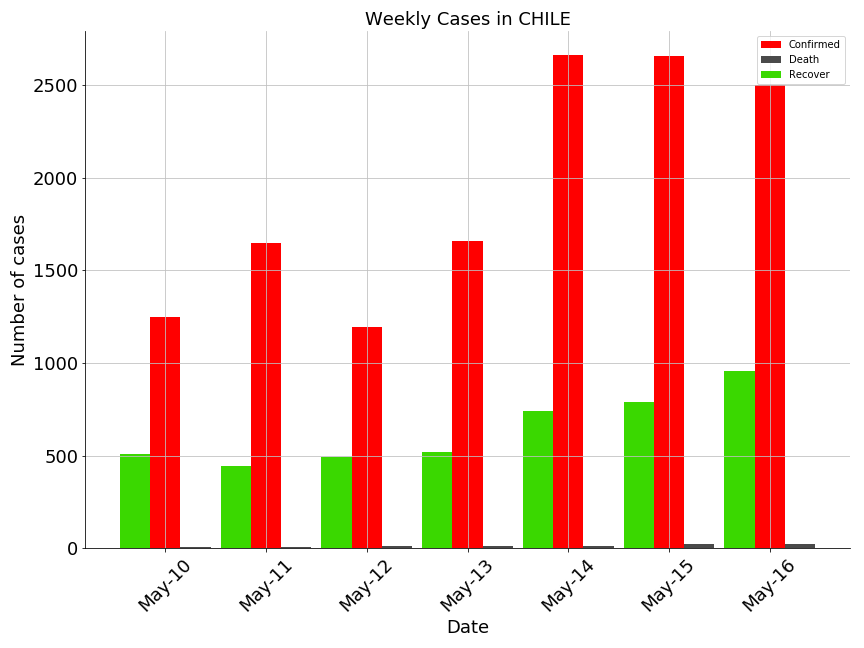 Weekly Cases in CHILE
Confirmed
Death
Recover
Number of cases
2500
2000
1500
1000
500
0
May-10
May-11
May-12
May-13
May-14
May-15
May-16
Date